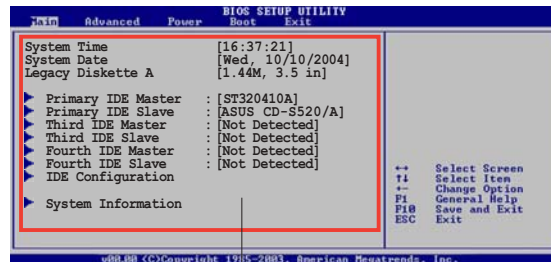 BIOS SETUP UTILITY
Main Advanced Power Boot Exit
System Time [16:37:21]
System Date [Wed, 10/10/2004]
Legacy Diskette A [1.44M, 3.5 in]
Primary IDE Master : [ST320410A]
Primary IDE Slave : [ASUS CD-S520/A]
Third IDE Master : [Not Detected]
Third IDE Slave : [Not Detected]
Fourth IDE Master : [Not Detected]
Fourth IDE Slave : [Not Detected]
IDE Configuration
System Information
↔ Select Screen
↑↓ Select Item
+- Change Option
F1 General Help
F10 Save and Exit
ESC Exit
v00.00 (C)Copyright 1985-2003, American Megatrends, Inc.